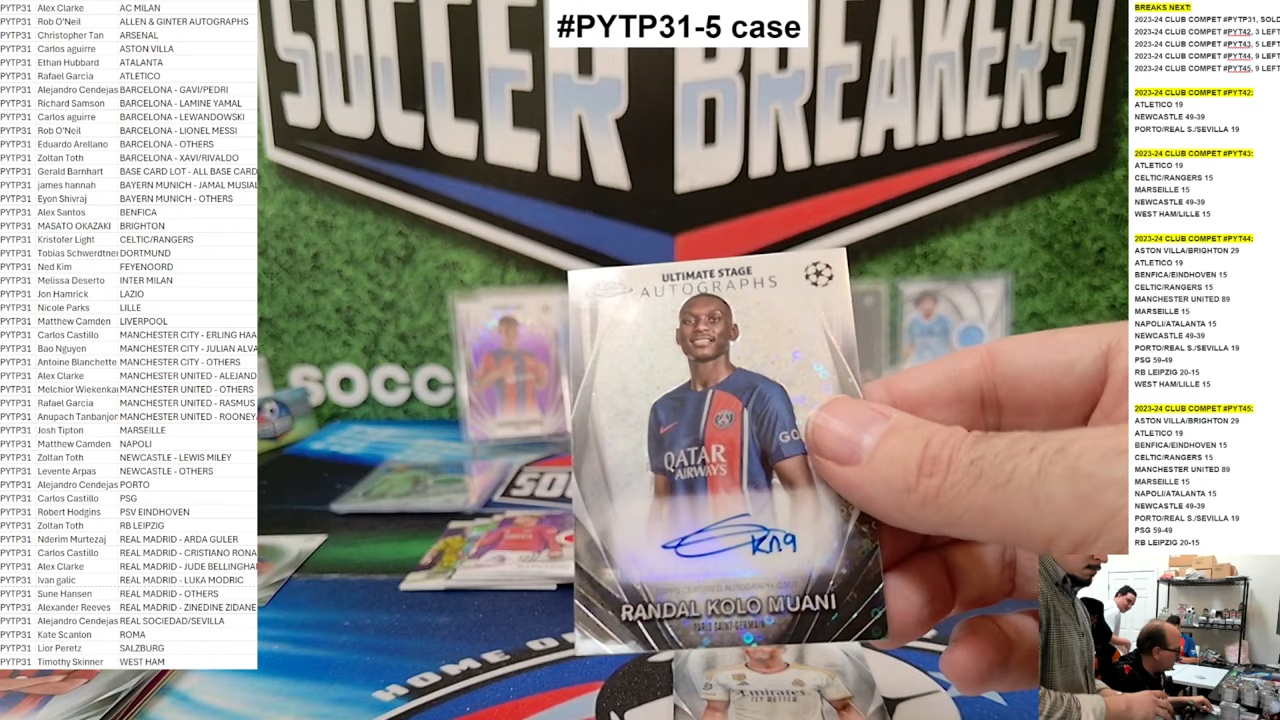 #PYTP31-5 case
PYTP31 Alex Clarke AC MILAN
PYTP31 Rob O'Neil ALLEN & GINTER AUTOGRAPHS
PYTP31 Christopher Tan ARSENAL
PYTP31 Carlos aguirre ASTON VILLA
PYTP31 Ethan Hubbard ATALANTA
PYTP31 Rafael Garcia ATLETICO
PYTP31 Alejandro Cendejas BARCELONA - GAVI/PEDRI
PYTP31 Richard Samson BARCELONA - LAMINE YAMAL
PYTP31 Carlos aguirre BARCELONA - LEWANDOWSKI
PYTP31 Rob O'Neil BARCELONA - LIONEL MESSI
PYTP31 Eduardo Arellano BARCELONA - OTHERS
PYTP31 Zoltan Toth BARCELONA - XAVI/RIVALDO
PYTP31 Gerald Barnhart BASE CARD LOT - ALL BASE CARD
PYTP31 james hannah BAYERN MUNICH - JAMAL MUSIAL
PYTP31 Eyon Shivraj BAYERN MUNICH - OTHERS
PYTP31 Alex Santos BENFICA
PYTP31 MASATO OKAZAKI BRIGHTON
PYTP31 Kristofer Light CELTIC/RANGERS
PYTP31 Tobias Schwerdtner DORTMUND
PYTP31 Ned Kim FEYENOORD
PYTP31 Melissa Deserto INTER MILAN
PYTP31 Jon Hamrick LAZIO
PYTP31 Nicole Parks LILLE
PYTP31 Matthew Camden LIVERPOOL
PYTP31 Carlos Castillo MANCHESTER CITY - ERLING HAA
PYTP31 Bao Nguyen MANCHESTER CITY - JULIAN ALVA
PYTP31 Antoine Blanchette MANCHESTER CITY - OTHERS
PYTP31 Alex Clarke MANCHESTER UNITED - ALEJAND
PYTP31 Melchior Wiekenkai MANCHESTER UNITED - OTHERS
PYTP31 Rafael Garcia MANCHESTER UNITED - RASMUS
PYTP31 Anupach Tanbanjor MANCHESTER UNITED - ROONEY
PYTP31 Josh Tipton MARSEILLE
PYTP31 Matthew Camden NAPOLI
PYTP31 Zoltan Toth NEWCASTLE - LEWIS MILEY
PYTP31 Levente Arpas NEWCASTLE - OTHERS
PYTP31 Alejandro Cendejas PORTO
PYTP31 Carlos Castillo PSG
PYTP31 Robert Hodgins PSV EINDHOVEN
PYTP31 Zoltan Toth RB LEIPZIG
PYTP31 Nderim Murtezaj REAL MADRID - ARDA GULER
PYTP31 Carlos Castillo REAL MADRID - CRISTIANO RONA
PYTP31 Alex Clarke REAL MADRID - JUDE BELLINGHA
PYTP31 Ivan galic REAL MADRID - LUKA MODRIC
PYTP31 Sune Hansen REAL MADRID - OTHERS
PYTP31 Alexander Reeves REAL MADRID - ZINEDINE ZIDANE
PYTP31 Alejandro Cendejas REAL SOCIEDAD/SEVILLA
PYTP31 Kate Scanlon ROMA
PYTP31 Lior Peretz SALZBURG
PYTP31 Timothy Skinner WEST HAM
SOCCER BREAKERS
SOCC
SO
HOME O
ULTIMATE STAGE
AUTOGRAPHS
GO
QATAR
AIRWAYS
TOPPS CERTIFIED AUTOGRAPH ISSUE
RANDAL KOLO MUANI
PARIS SAINT-GERMAIN
Emirates
BREAKS NEXT:
2023-24 CLUB COMPET #PYTP31, SOLD
2023-24 CLUB COMPET #PYT42, 3 LEFT
2023-24 CLUB COMPET #PYT43, 5 LEFT
2023-24 CLUB COMPET #PYT44, 9 LEFT
2023-24 CLUB COMPET #PYT45, 9 LEFT
2023-24 CLUB COMPET #PYT42:
ATLETICO 19
NEWCASTLE 49-39
PORTO/REAL S./SEVILLA 19
2023-24 CLUB COMPET #PYT43:
ATLETICO 19
CELTIC/RANGERS 15
MARSEILLE 15
NEWCASTLE 49-39
WEST HAM/LILLE 15
2023-24 CLUB COMPET #PYT44:
ASTON VILLA/BRIGHTON 29
ATLETICO 19
BENFICA/EINDHOVEN 15
CELTIC/RANGERS 15
MANCHESTER UNITED 89
MARSEILLE 15
NAPOLI/ATALANTA 15
NEWCASTLE 49-39
PORTO/REAL S./SEVILLA 19
PSG 59-49
RB LEIPZIG 20-15
WEST HAM/LILLE 15
2023-24 CLUB COMPET #PYT45:
ASTON VILLA/BRIGHTON 29
ATLETICO 19
BENFICA/EINDHOVEN 15
CELTIC/RANGERS 15
MANCHESTER UNITED 89
MARSEILLE 15
NAPOLI/ATALANTA 15
NEWCASTLE 49-39
PORTO/REAL S./SEVILLA 19
PSG 59-49
RB LEIPZIG 20-15